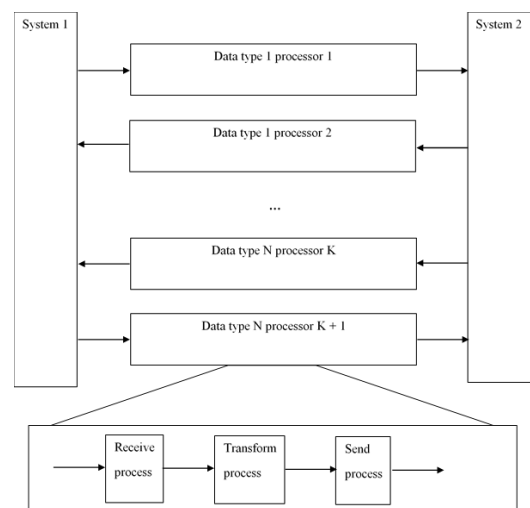 System 1
System 2
Data type 1 processor 1
Data type 1 processor 2
...
Data type N processor K
Data type N processor K + 1
Receive
process
Transform
process
Send
process